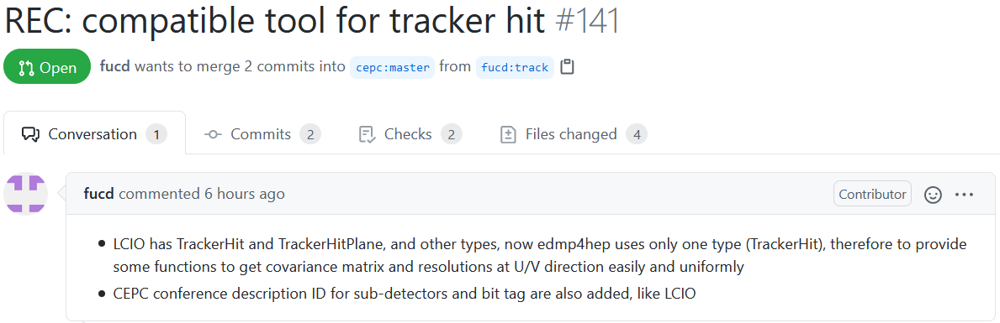 REC: compatible tool for tracker hit #141
Open fucd wants to merge 2 commits into cepc:master from fucd:track
Conversation 1 Commits 2 Checks 2 Files changed 4
fucd commented 6 hours ago Contributor
• LCIO has TrackerHit and TrackerHitPlane, and other types, now edmp4hep uses only one type (TrackerHit), therefore to provide
some functions to get covariance matrix and resolutions at U/V direction easily and uniformly
• CEPC conference description ID for sub-detectors and bit tag are also added, like LCIO